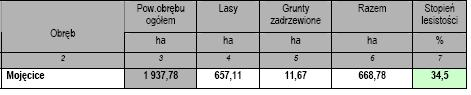 Obręb Pow.obrębu ogółem Lasy Grunty zadrzewione Razem Stopień lesistości
ha ha ha ha %
2 3 4 5 6 7
Mojęcice 1 937,78 657,11 11,67 668,78 34,5